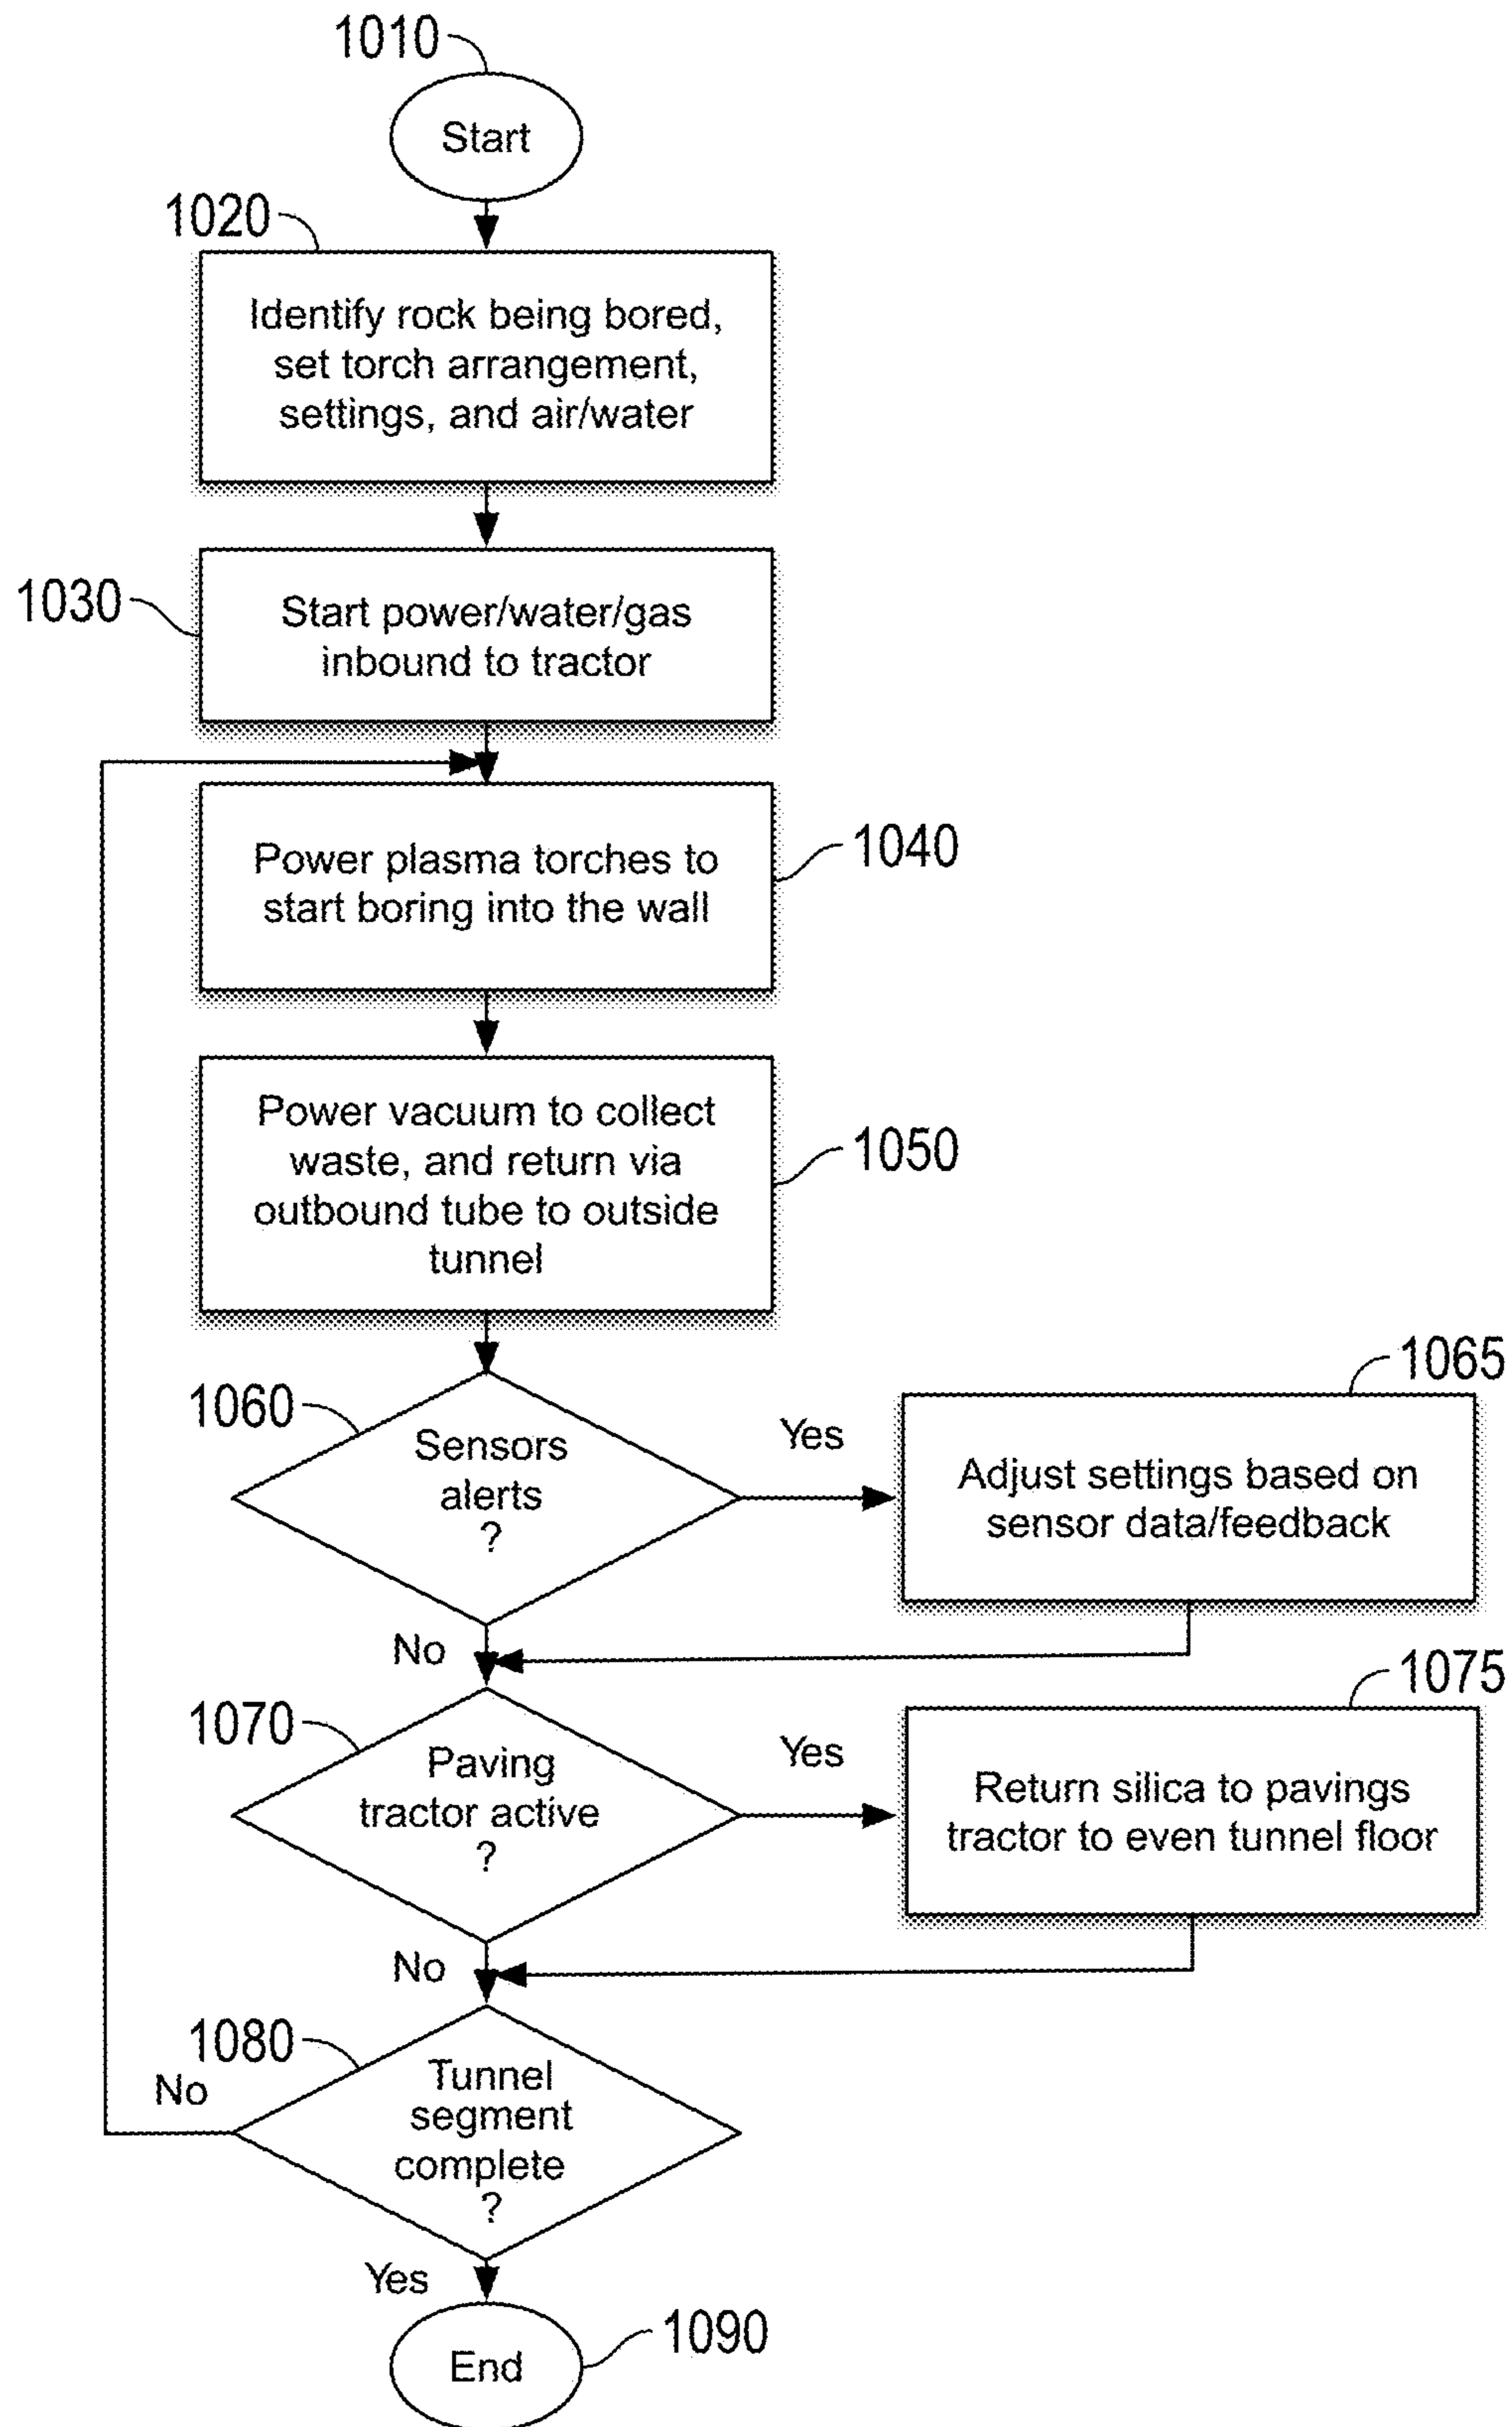 1010
Start
1020
Identify rock being bored,
set torch arrangement,
settings, and air/water
1030
Start power/water/gas
inbound to tractor
Power plasma torches to
start boring into the wall
1040
Power vacuum to collect
waste, and return via
outbound tube to outside
tunnel
1050
1060
Sensors
alerts
?
Yes
1065
Adjust settings based on
sensor data/feedback
No
1070
Paving
tractor active
?
Yes
1075
Return silica to pavings
tractor to even tunnel floor
No
1080
No
Tunnel
segment
complete
?
Yes
End
1090